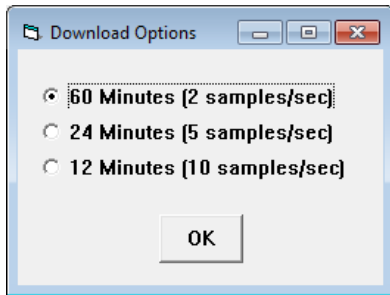 Download Options
60 Minutes (2 samples/sec)
24 Minutes (5 samples/sec)
12 Minutes (10 samples/sec)
OK